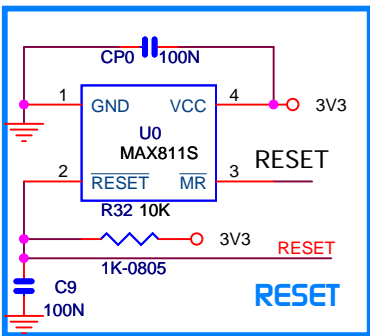 CP0 100N
1 GND VCC 4 3V3
U0
MAX811S
RESET
2 RESET MR 3
R32 10K
3V3
RESET
1K-0805
C9
100N
RESET